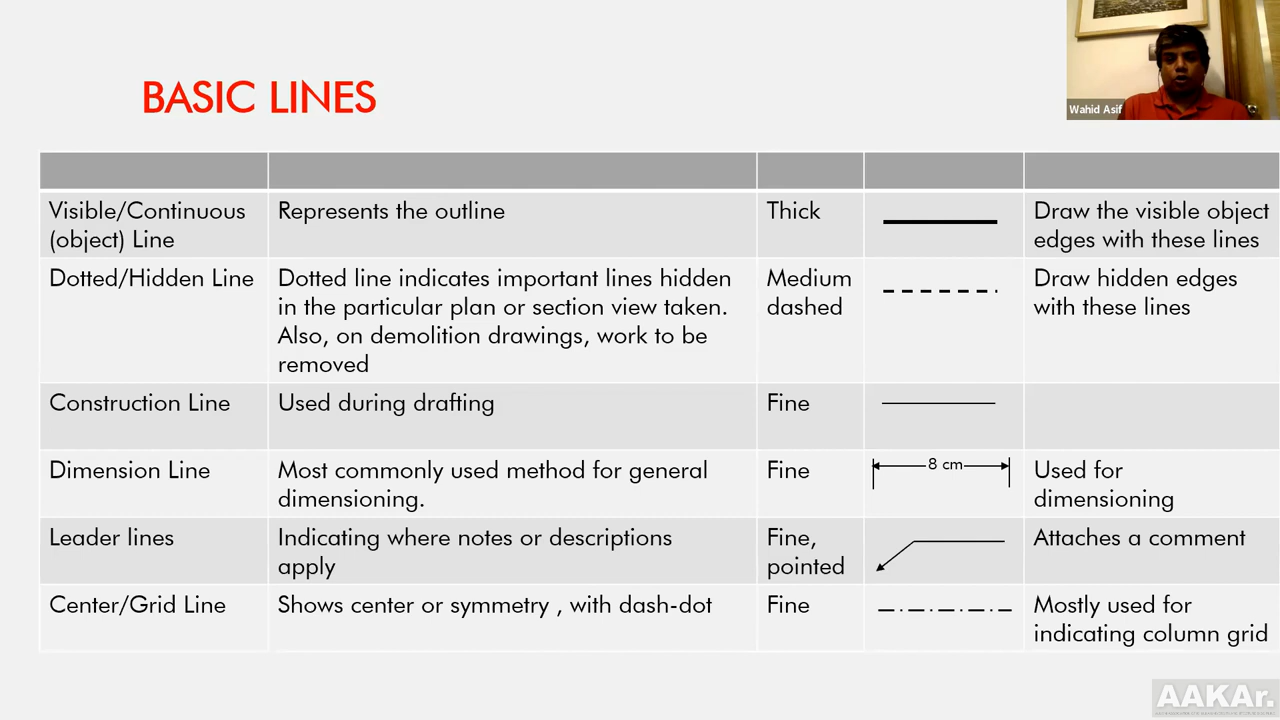 BASIC LINES
Wahid Asif
Visible/Continuous
(object) Line
Represents the outline
Thick
Draw the visible object
edges with these lines
Dotted/Hidden Line
Dotted line indicates important lines hidden
in the particular plan or section view taken.
Also, on demolition drawings, work to be
removed
Medium
dashed
Draw hidden edges
with these lines
Construction Line
Used during drafting
Fine
Dimension Line
Most commonly used method for general
dimensioning.
Fine
8 cm
Used for
dimensioning
Leader lines
Indicating where notes or descriptions
apply
Fine,
pointed
Attaches a comment
Center/Grid Line
Shows center or symmetry , with dash-dot
Fine
Mostly used for
indicating column grid
AAKAr.